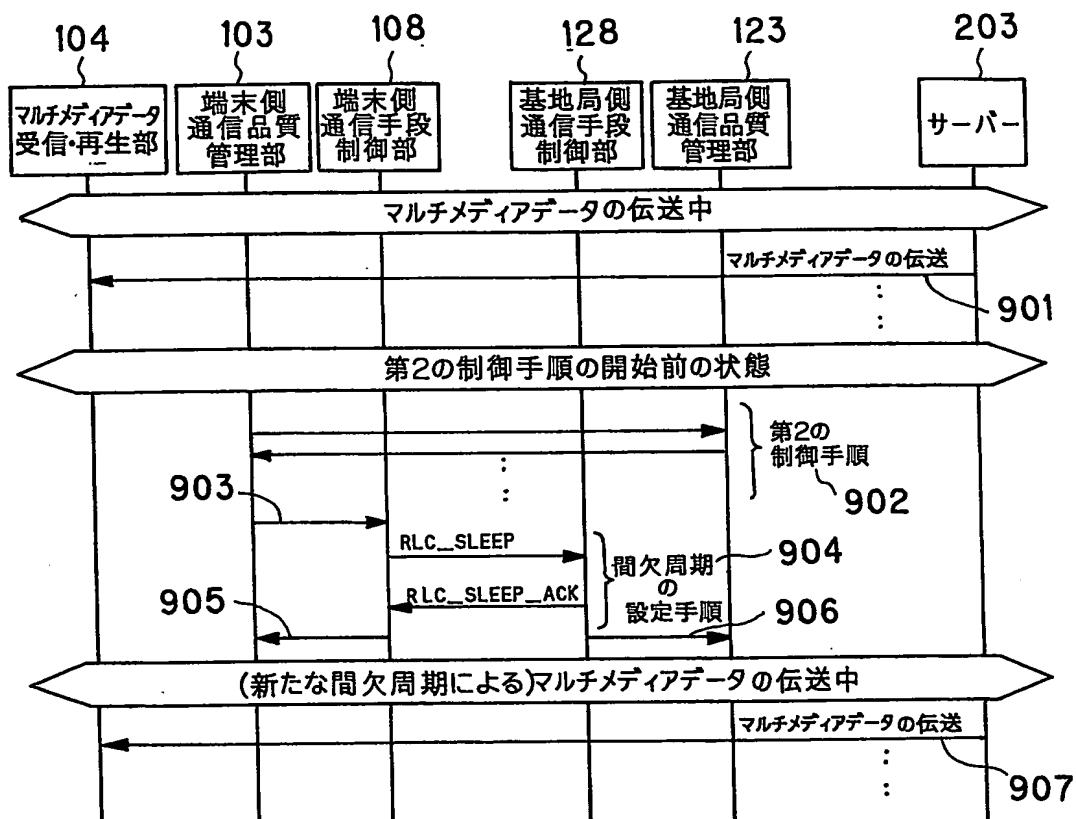 104
103
108
128
123
203
マルチメディアデータ
受信・再生部
端末側
通信品質
管理部
端末側
通信手段
制御部
基地局側
通信手段
制御部
基地局側
通信品質
管理部
サーバー
マルチメディアデータの伝送中
マルチメディアデータの伝送
901
第2の制御手順の開始前の状態
第2の
制御手順
902
903
RLC_SLEEP
904
間欠周期
の
設定手順
RLC_SLEEP_ACK
905
906
(新たな間欠周期による)マルチメディアデータの伝送中
マルチメディアデータの伝送
907